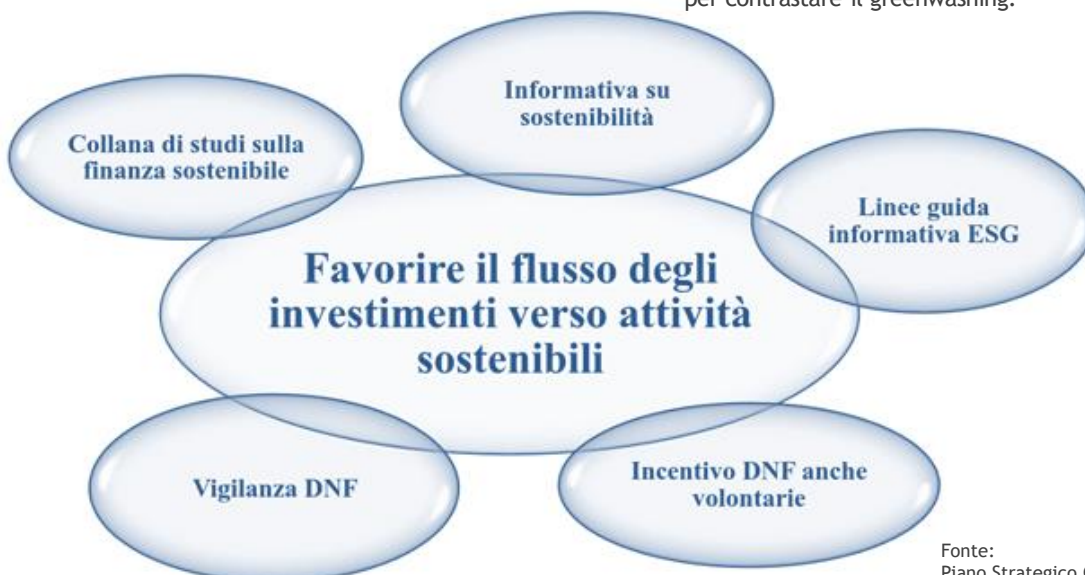 per contrastare il greenwashing.
Informativa su
sostenibilità
Collana di studi sulla
finanza sostenibile
Linee guida
informativa ESG
Favorire il flusso degli
investimenti verso attività
sostenibili
Vigilanza DNF
Incentivo DNF anche
volontarie
Fonte:
Piano Strategico